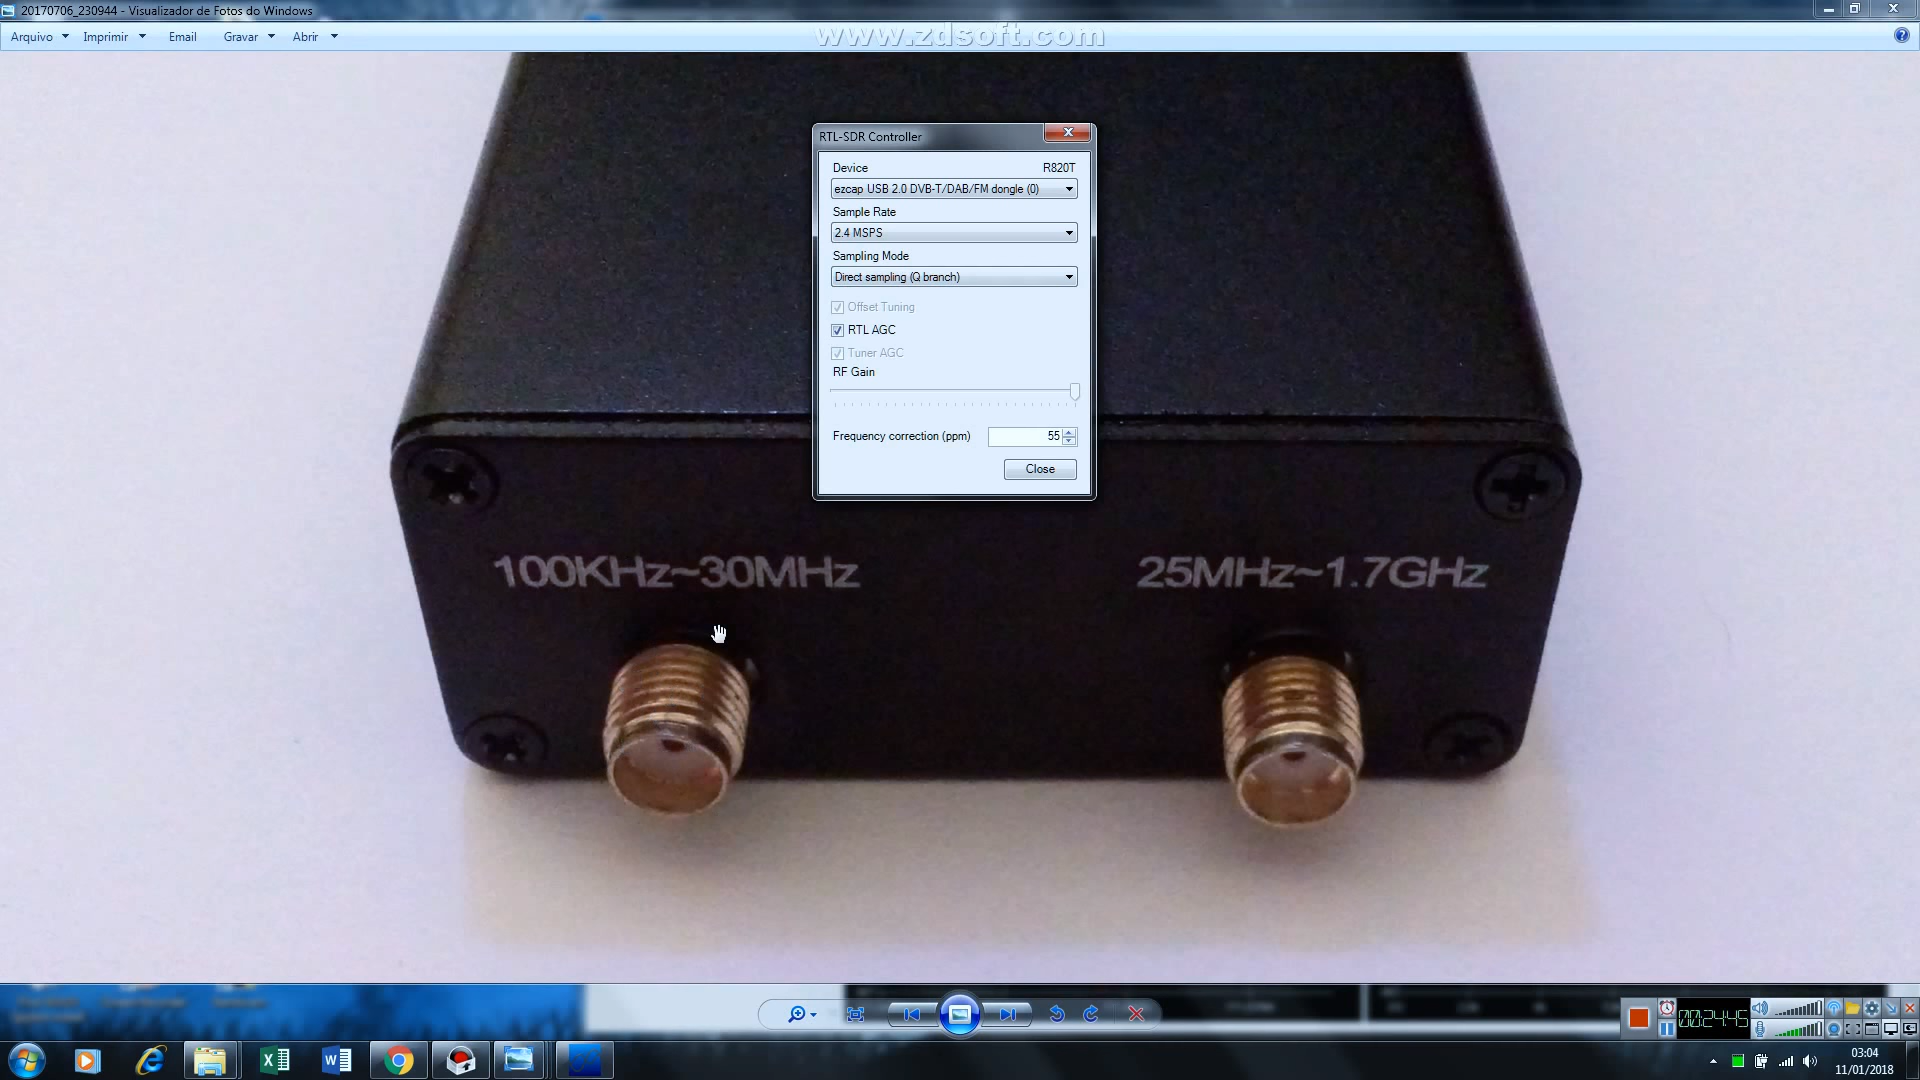 20170706_230944 - Visualizador de Fotos do Windows
Arquivo Imprimir Email Gravar Abrir
www.zdsoft.com
RTL-SDR Controller
Device R820T
ezcap USB 2.0 DVB-T/DAB/FM dongle (0)
Sample Rate
2.4 MSPS
Sampling Mode
Direct sampling (Q branch)
Offset Tuning
RTL AGC
Tuner AGC
RF Gain
Frequency correction (ppm) 55
Close
100KHz~30MHz 25MHz~1.7GHz
00:24:45
03:04
11/01/2018